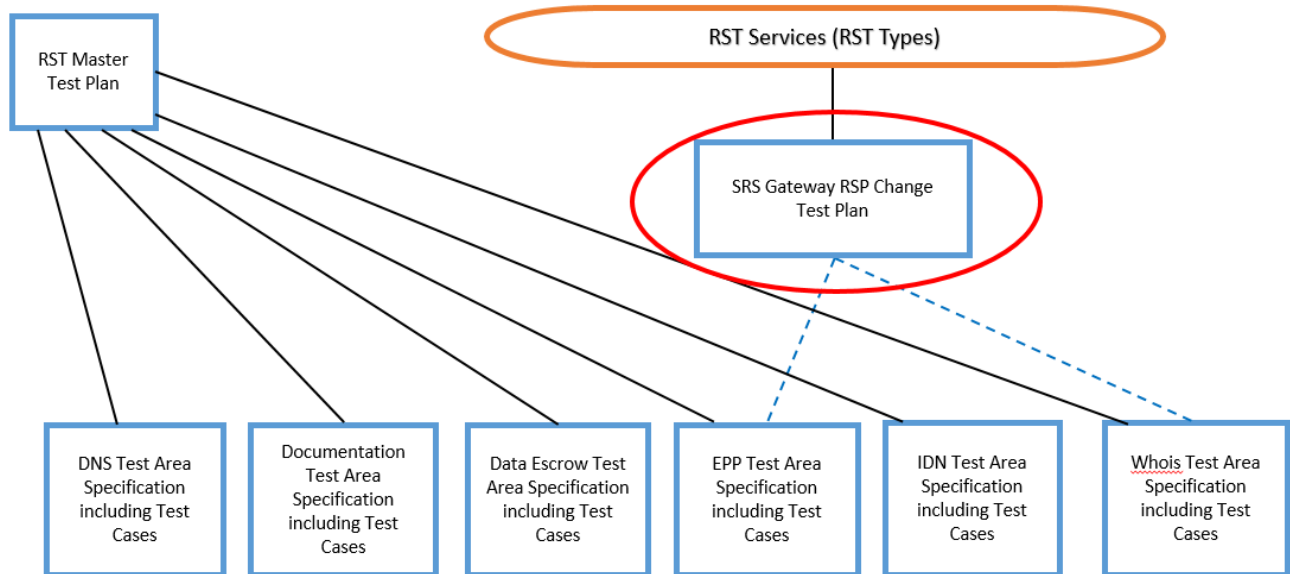 RST Master
Test Plan
RST Services (RST Types)
SRS Gateway RSP Change
Test Plan
DNS Test Area
Specification
including Test
Cases
Documentation
Test Area
Specification
including Test
Cases
Data Escrow Test
Area Specification
including Test
Cases
EPP Test Area
Specification
including Test
Cases
IDN Test Area
Specification
including Test
Cases
Whois Test Area
Specification
including Test
Cases